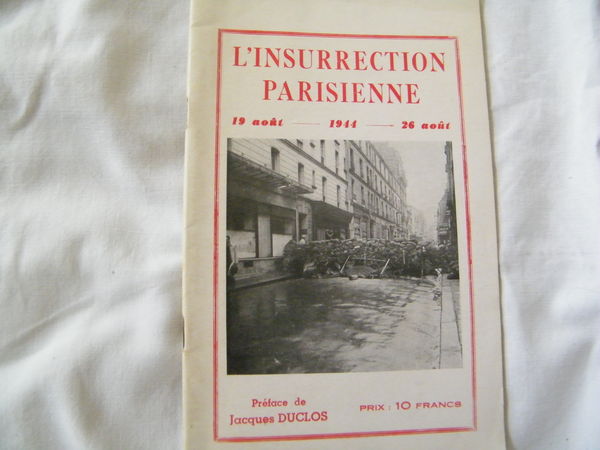 L'INSURRECTION
PARISIENNE
19 août — 1944 — 26 août
Préface de
Jacques DUCLOS
PRIX : 10 FRANCS